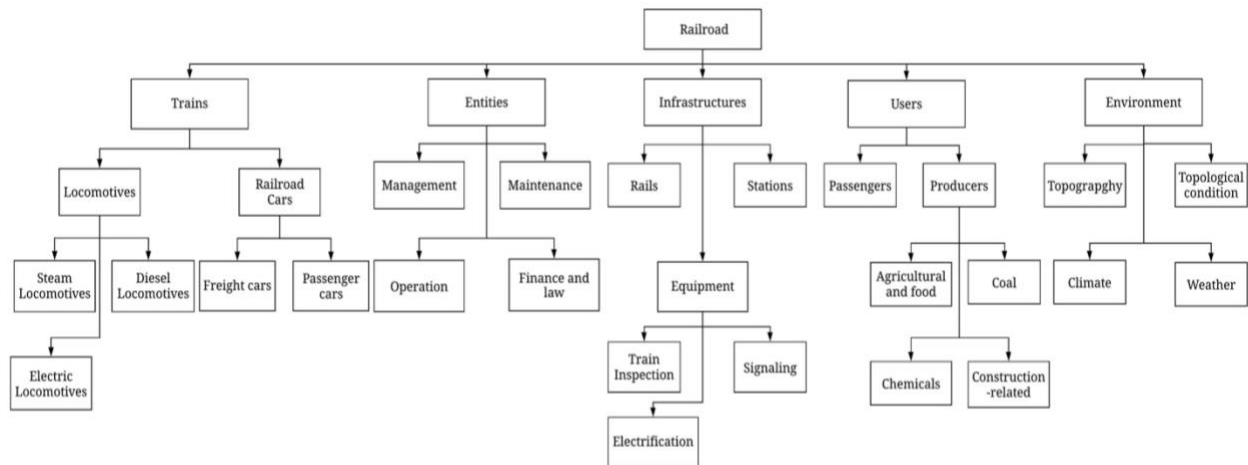 Railroad
Trains
Entities
Infrastructures
Users
Environment
Locomotives
Railroad
Cars
Management
Maintenance
Rails
Stations
Passengers
Producers
Topograpghy
Topological
condition
Steam
Locomotives
Diesel
Locomotives
Freight cars
Passenger
cars
Operation
Finance and
law
Equipment
Agricultural
and food
Coal
Climate
Weather
Electric
Locomotives
Train
Inspection
Signaling
Chemicals
Construction
-related
Electrification